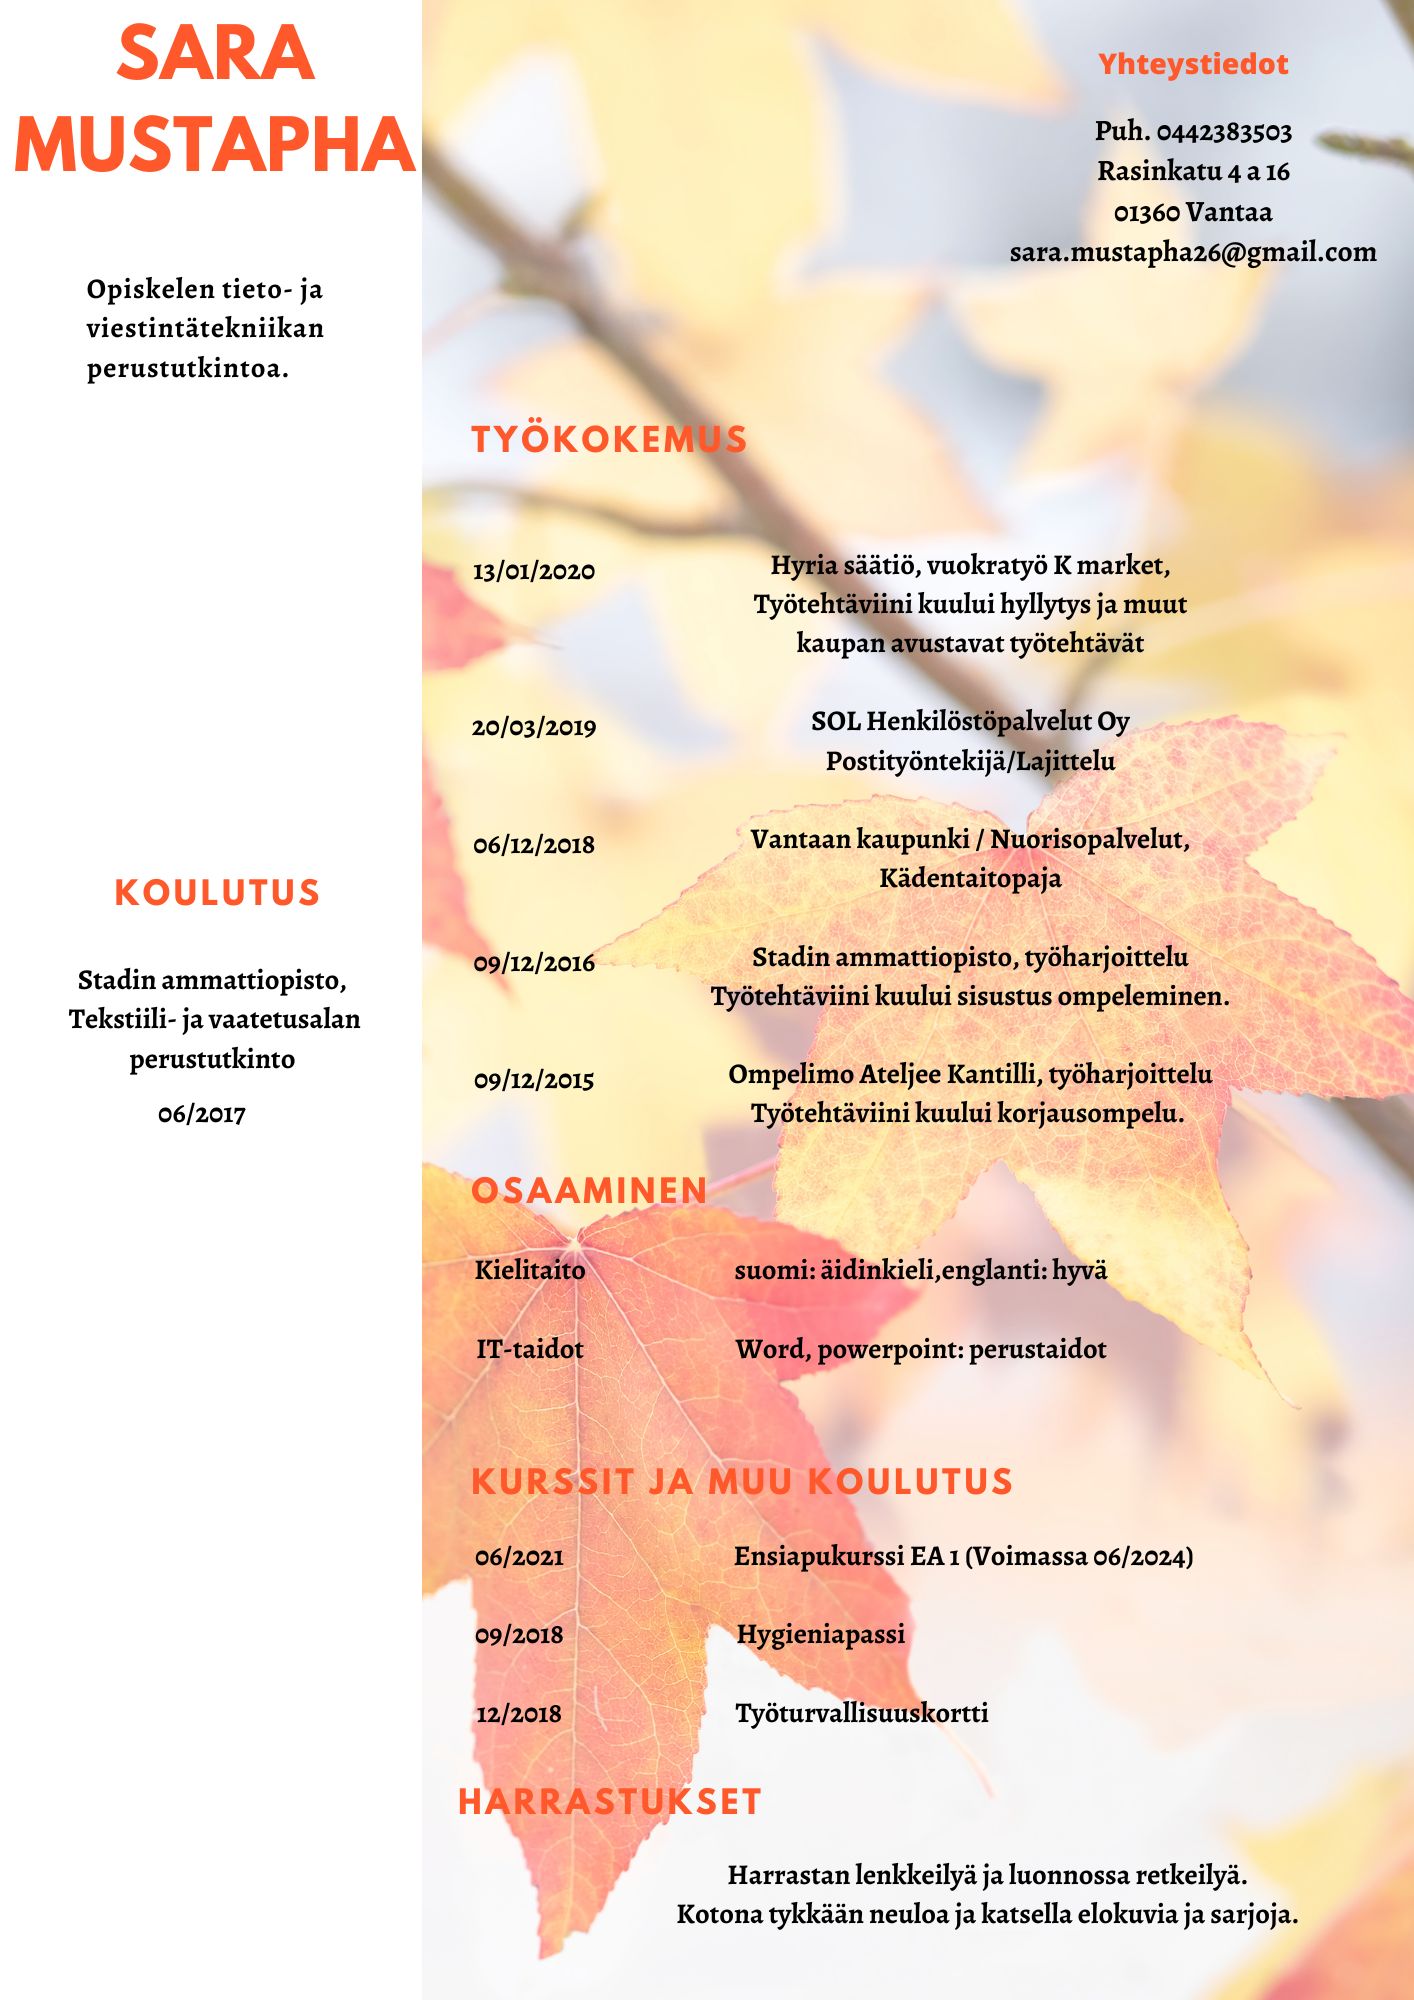 SARA
MUSTAPHA
Opiskelen tieto- ja
viestintätekniikan
perustutkintoa.
KOULUTUS
Stadin ammattiopisto,
Tekstiili- ja vaatetusalan
perustutkinto
06/2017
Yhteystiedot
Puh. 0442383503
Rasinkatu 4 a 16
01360 Vantaa
sara.mustapha26@gmail.com
TYÖKOKEMUS
13/01/2020
Hyria säätiö, vuokratyö K market,
Työtehtäviini kuului hyllytys ja muut
kaupan avustavat työtehtävät
20/03/2019
SOL Henkilöstöpalvelut Oy
Postityöntekijä/Lajittelu
06/12/2018
Vantaan kaupunki / Nuorisopalvelut,
Kädentaitopaja
09/12/2016
Stadin ammattiopisto, työharjoittelu
Työtehtäviini kuului sisustus ompeleminen.
09/12/2015
Ompelimo Ateljee Kantilli, työharjoittelu
Työtehtäviini kuului korjausompelu.
OSAAMINEN
Kielitaito suomi: äidinkieli,englanti: hyvä
IT-taidot Word, powerpoint: perustaidot
KURSSIT JA MUU KOULUTUS
06/2021 Ensiapukurssi EA 1 (Voimassa 06/2024)
09/2018 Hygieniapassi
12/2018 Työturvallisuuskortti
HARRASTUKSET
Harrastan lenkkeilyä ja luonnossa retkeilyä.
Kotona tykkään neuloa ja katsella elokuvia ja sarjoja.